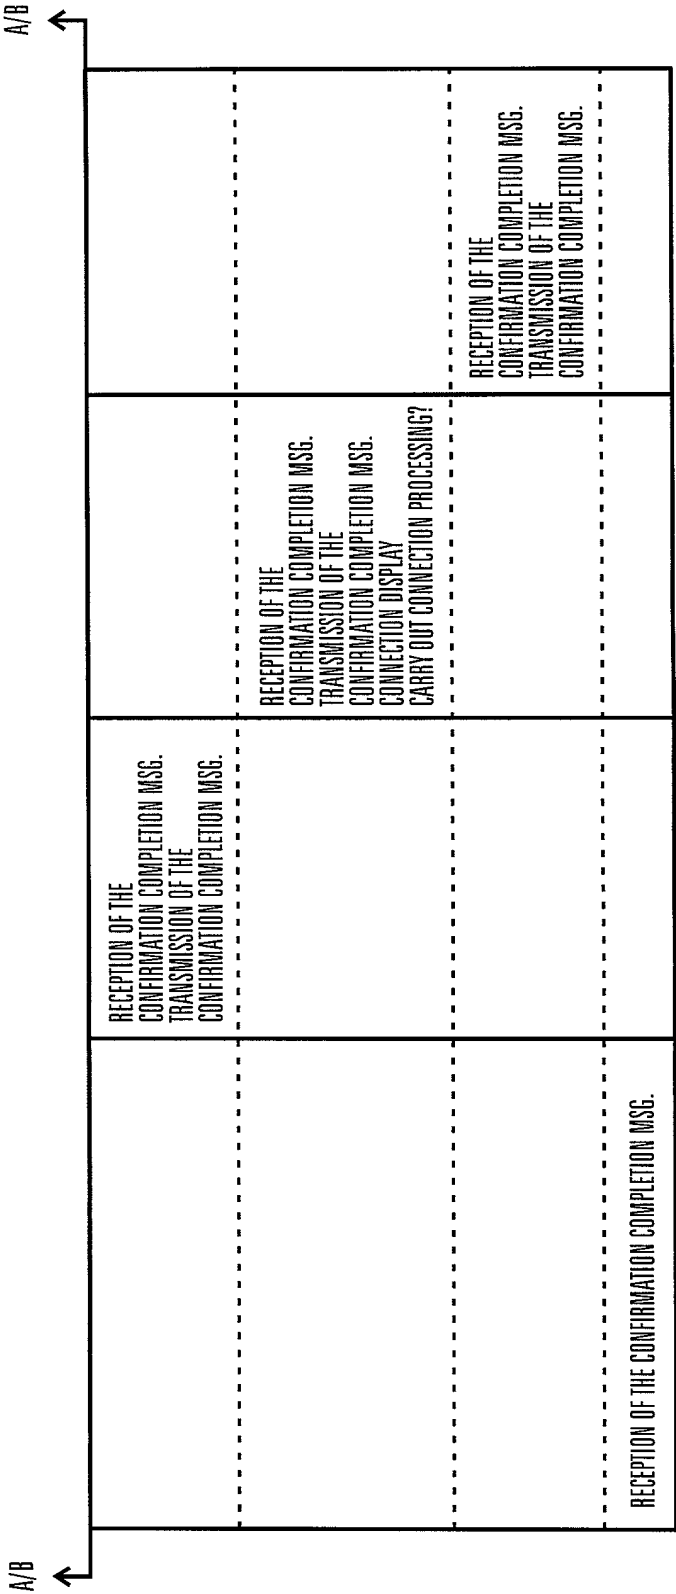 A/B
A/B
RECEPTION OF THE
CONFIRMATION COMPLETION MSG.
TRANSMISSION OF THE
CONFIRMATION COMPLETION MSG.
RECEPTION OF THE
CONFIRMATION COMPLETION MSG.
TRANSMISSION OF THE
CONFIRMATION COMPLETION MSG.
CONNECTION DISPLAY
CARRY OUT CONNECTION PROCESSING?
RECEPTION OF THE
CONFIRMATION COMPLETION MSG.
TRANSMISSION OF THE
CONFIRMATION COMPLETION MSG.
RECEPTION OF THE CONFIRMATION COMPLETION MSG.